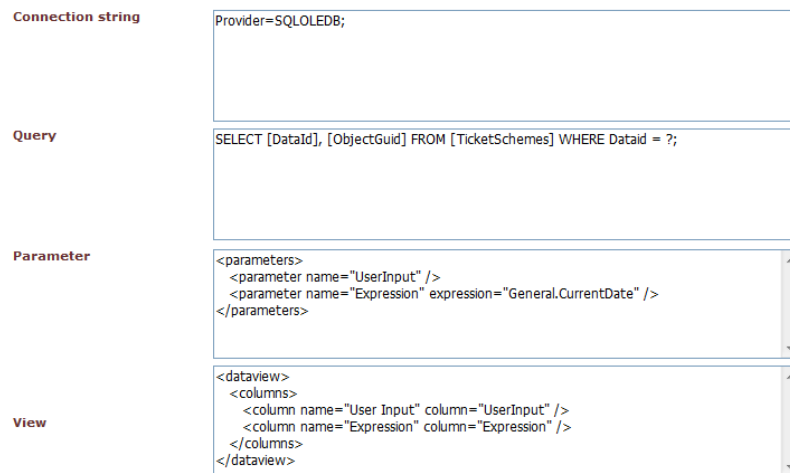 Connection string
Provider=SQLOLEDB;
Query
SELECT [DataId], [ObjectGuid] FROM [TicketSchemes] WHERE Dataid = ?;
Parameter
<parameters>
<parameter name="UserInput" />
<parameter name="Expression" expression="General.CurrentDate" />
</parameters>
View
<dataview>
<columns>
<column name="User Input" column="UserInput" />
<column name="Expression" column="Expression" />
</columns>
</dataview>